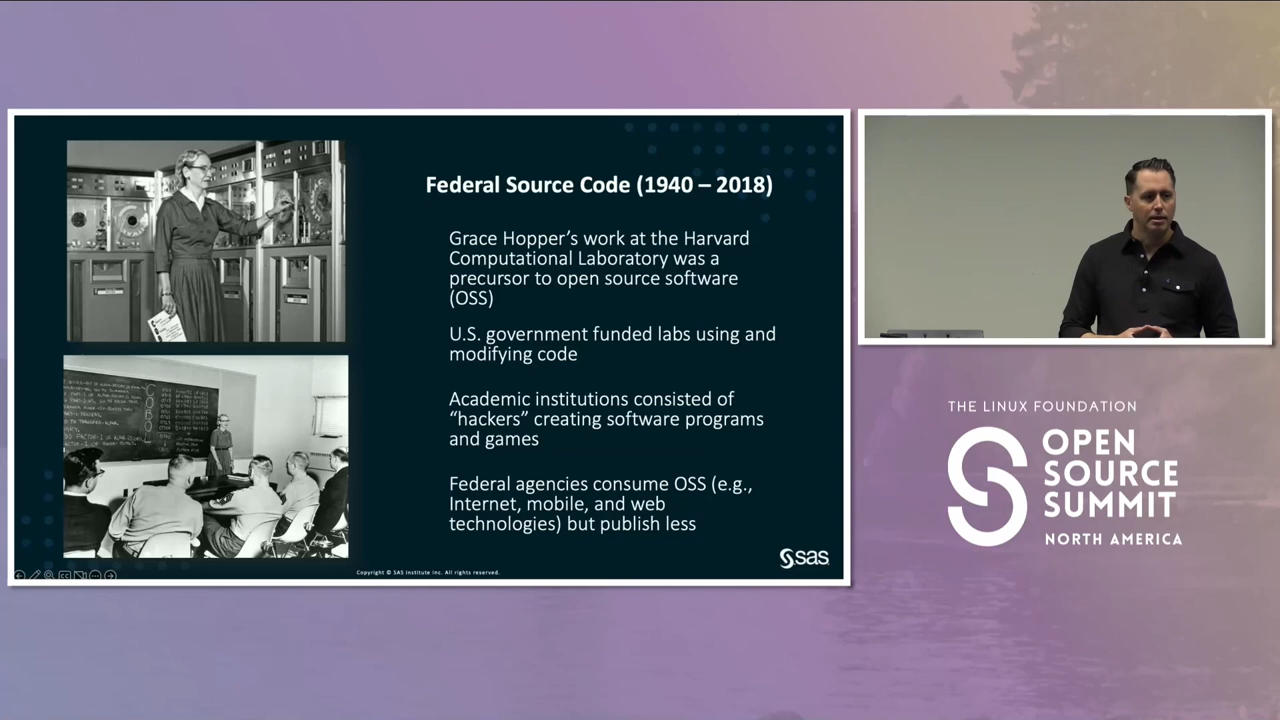 Federal Source Code (1940 – 2018)
Grace Hopper's work at the Harvard
Computational Laboratory was a
precursor to open source software
(OSS)
U.S. government funded labs using and
modifying code
Academic institutions consisted of
“hackers” creating software programs
and games
Federal agencies consume OSS (e.g.,
Internet, mobile, and web
technologies) but publish less
COBOL
sas
Copyright © SAS Institute Inc. All rights reserved.
THE LINUX FOUNDATION
OPEN
SOURCE
SUMMIT
NORTH AMERICA